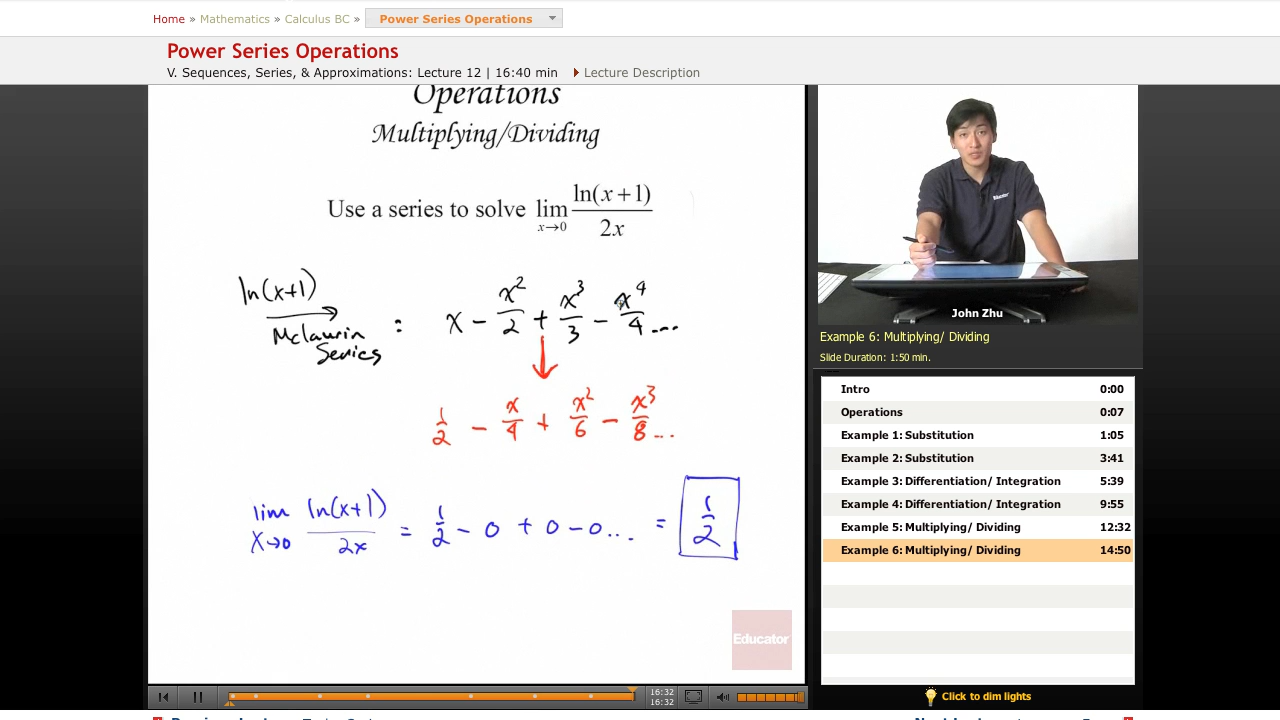 Home » Mathematics » Calculus BC » Power Series Operations
Power Series Operations
V. Sequences, Series, & Approximations: Lecture 12 | 16:40 min Lecture Description
Operations
Multiplying/Dividing
Use a series to solve lim x→0 ln(x+1) / 2x
ln(x+1)
Mclaurin
Series
: x - x²/2 + x³/3 - x⁴/4 ...
1/2 - x/4 + x²/6 - x³/8 ...
lim x→0 ln(x+1) / 2x = 1/2 - 0 + 0 - 0 ... = 1/2
Educator
Educator
John Zhu
Example 6: Multiplying/ Dividing
Slide Duration: 1:50 min.
Intro 0:00
Operations 0:07
Example 1: Substitution 1:05
Example 2: Substitution 3:41
Example 3: Differentiation/ Integration 5:39
Example 4: Differentiation/ Integration 9:55
Example 5: Multiplying/ Dividing 12:32
Example 6: Multiplying/ Dividing 14:50
16:32
16:32
Click to dim lights